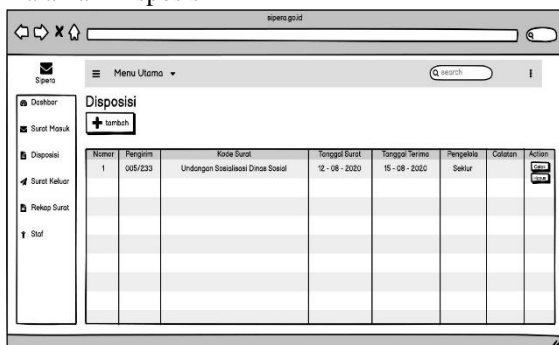 sipera.go.id
Sipera
Menu Utama
search
Dashbor
Surat Masuk
Disposisi
Surat Keluar
Rekap Surat
Staf
Disposisi
tambah
Nomor Pengirim Kode Surat Tanggal Surat Tanggal Terima Pengelola Catatan Action
1 005/233 Undangan Sosialisasi Dinas Sosial 12 - 08 - 2020 15 - 08 - 2020 Seklur